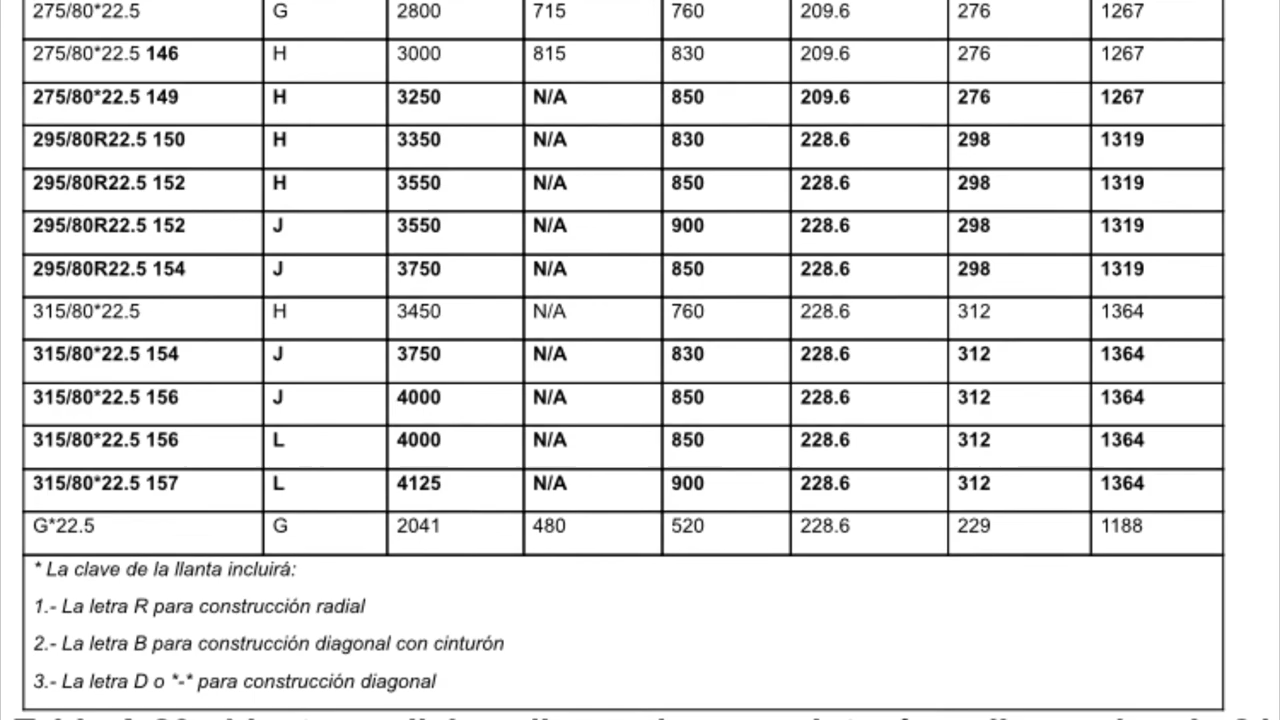 275/80*22.5 G 2800 715 760 209.6 276 1267
275/80*22.5 146 H 3000 815 830 209.6 276 1267
275/80*22.5 149 H 3250 N/A 850 209.6 276 1267
295/80R22.5 150 H 3350 N/A 830 228.6 298 1319
295/80R22.5 152 H 3550 N/A 850 228.6 298 1319
295/80R22.5 152 J 3550 N/A 900 228.6 298 1319
295/80R22.5 154 J 3750 N/A 850 228.6 298 1319
315/80*22.5 H 3450 N/A 760 228.6 312 1364
315/80*22.5 154 J 3750 N/A 830 228.6 312 1364
315/80*22.5 156 J 4000 N/A 850 228.6 312 1364
315/80*22.5 156 L 4000 N/A 850 228.6 312 1364
315/80*22.5 157 L 4125 N/A 900 228.6 312 1364
G*22.5 G 2041 480 520 228.6 229 1188
* La clave de la llanta incluirá:
1.- La letra R para construcción radial
2.- La letra B para construcción diagonal con cinturón
3.- La letra D o *-* para construcción diagonal